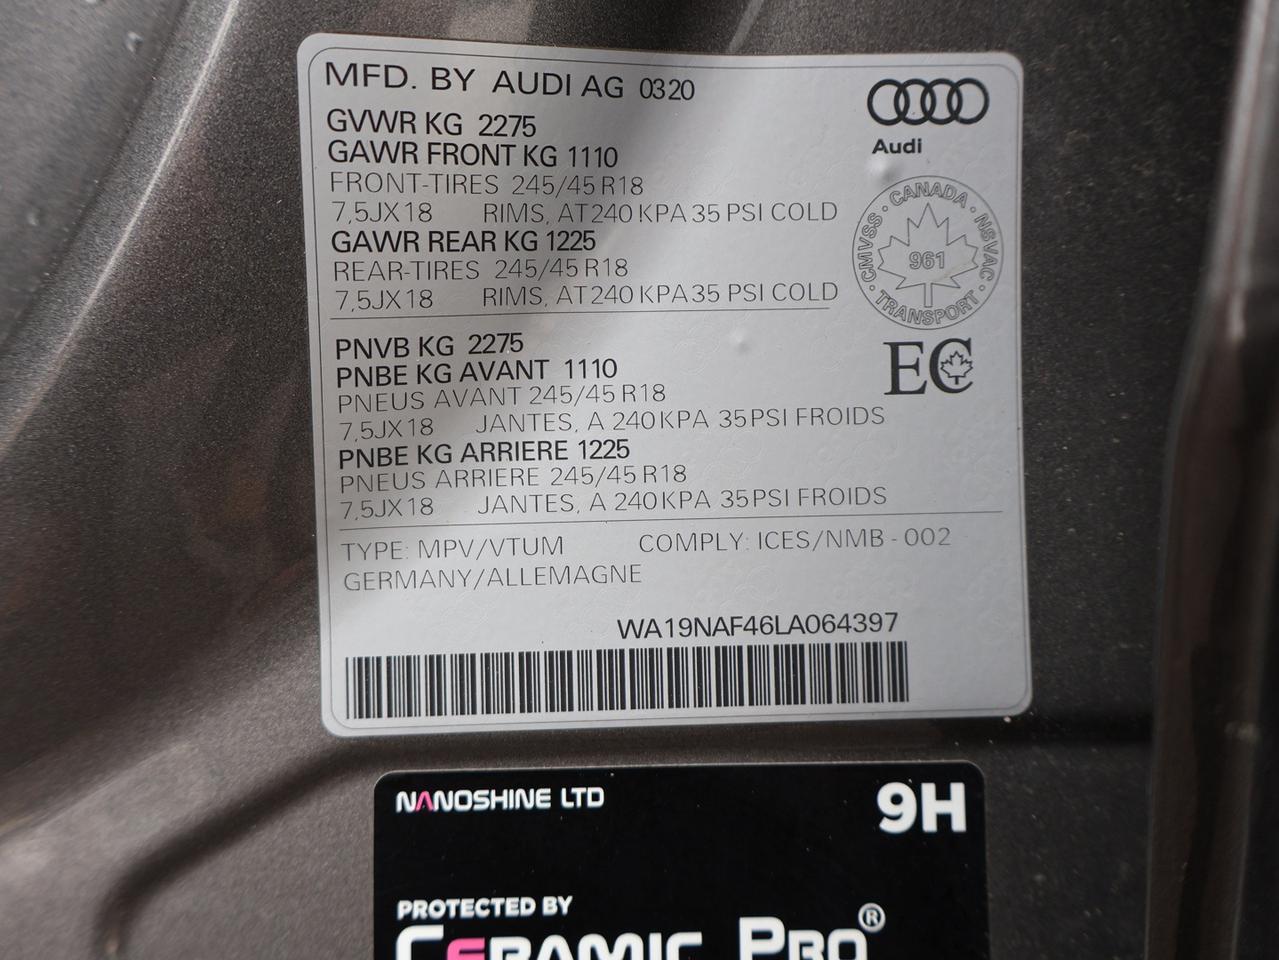 MFD. BY AUDI AG 0320
GVWR KG 2275
GAWR FRONT KG 1110
FRONT-TIRES 245/45 R18
7,5JX18 RIMS, AT 240 KPA 35 PSI COLD
GAWR REAR KG 1225
REAR-TIRES 245/45 R18
7,5JX18 RIMS, AT 240 KPA 35 PSI COLD
Audi
CMVSS · CANADA · NSVAC · TRANSPORT ·
961
EC
PNVB KG 2275
PNBE KG AVANT 1110
PNEUS AVANT 245/45 R18
7,5JX18 JANTES, A 240 KPA 35 PSI FROIDS
PNBE KG ARRIERE 1225
PNEUS ARRIERE 245/45 R18
7,5JX18 JANTES, A 240 KPA 35 PSI FROIDS
TYPE: MPV/VTUM COMPLY: ICES/NMB - 002
GERMANY/ALLEMAGNE
WA19NAF46LA064397
NANOSHINE LTD
9H
PROTECTED BY
CERAMIC PRO®